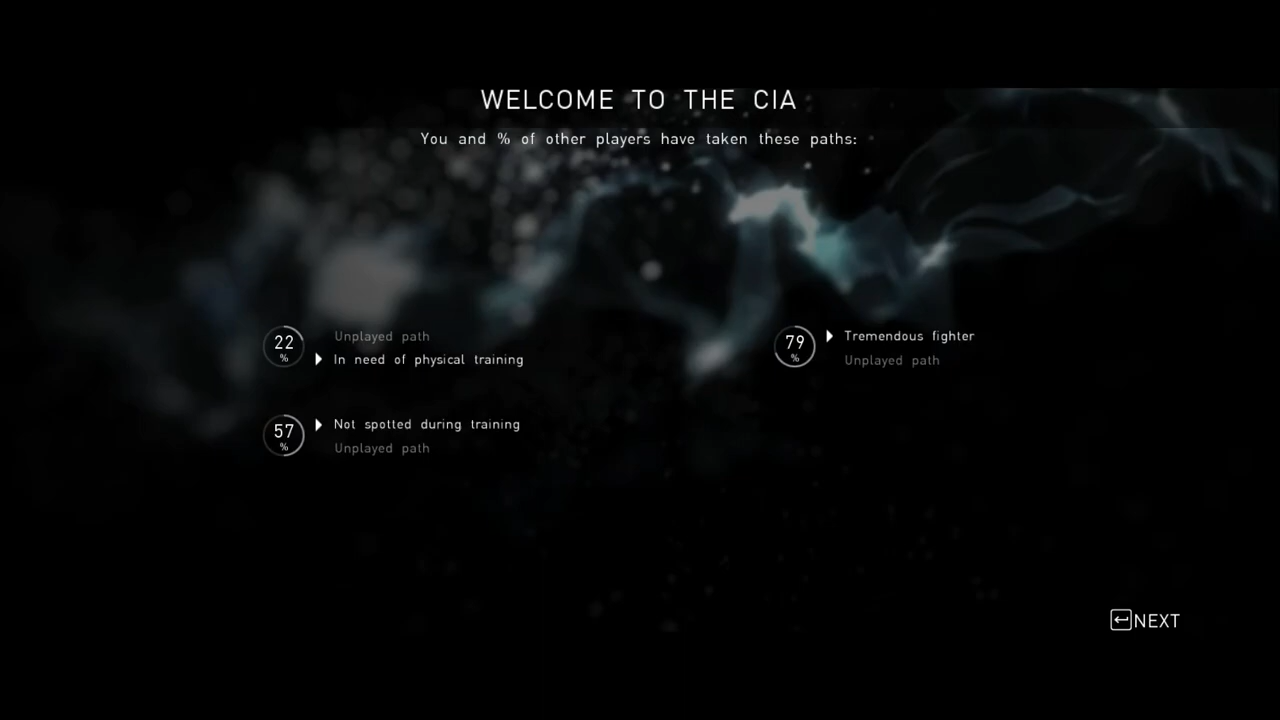 WELCOME TO THE CIA
You and % of other players have taken these paths:
22
%
Unplayed path
In need of physical training
79
%
Tremendous fighter
Unplayed path
57
%
Not spotted during training
Unplayed path
NEXT